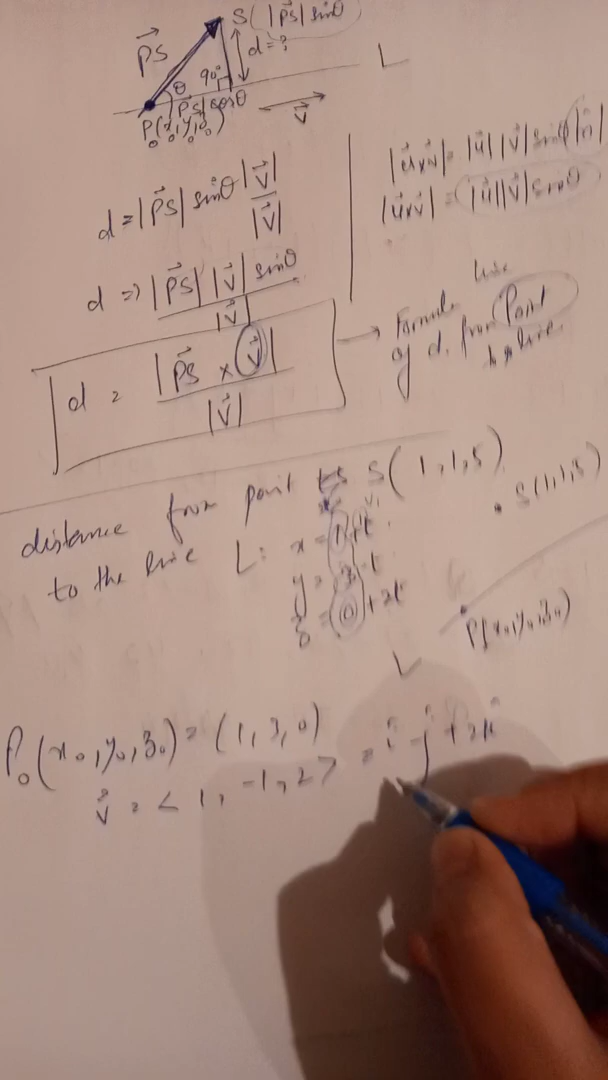 S( |PS| sinθ
PS
d=?
90°
θ
L
|PS| cosθ
v
P₀(x₀,y₀,z₀)
d = |PS| sinθ |v| / |v|
d => |PS| |v| sinθ / |v|
d = |PS × v| / |v|
|u×v| = |u| |v| sinθ |n|
|u×v| = |u||v| sinθ
→ Formula
of d. from Point
line
distance from point S(1,1,5)
to the line L: x = 1+t
y = 3-t
z = 0+2t
. S(1,1,5)
P(x₀,y₀,z₀)
L
P₀(x₀,y₀,z₀) = (1,3,0)
v = <1,-1,2> = i-j+2k